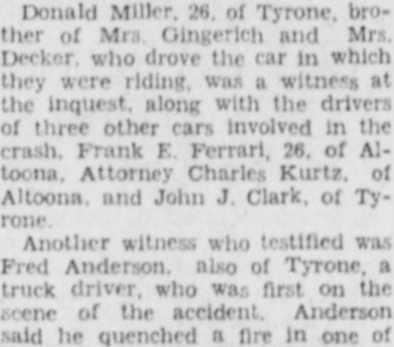 Donald Miller, 26, of Tyrone, bro-
ther of Mrs. Gingerich and Mrs.
Decker, who drove the car in which
they were riding, was a witness at
the inquest, along with the drivers
of three other cars involved in the
crash, Frank E. Ferrari, 26, of Al-
toona, Attorney Charles Kurtz, of
Altoona, and John J. Clark, of Ty-
rone.
Another witness who testified was
Fred Anderson, also of Tyrone, a
truck driver, who was first on the
scene of the accident. Anderson
said he quenched a fire in one of